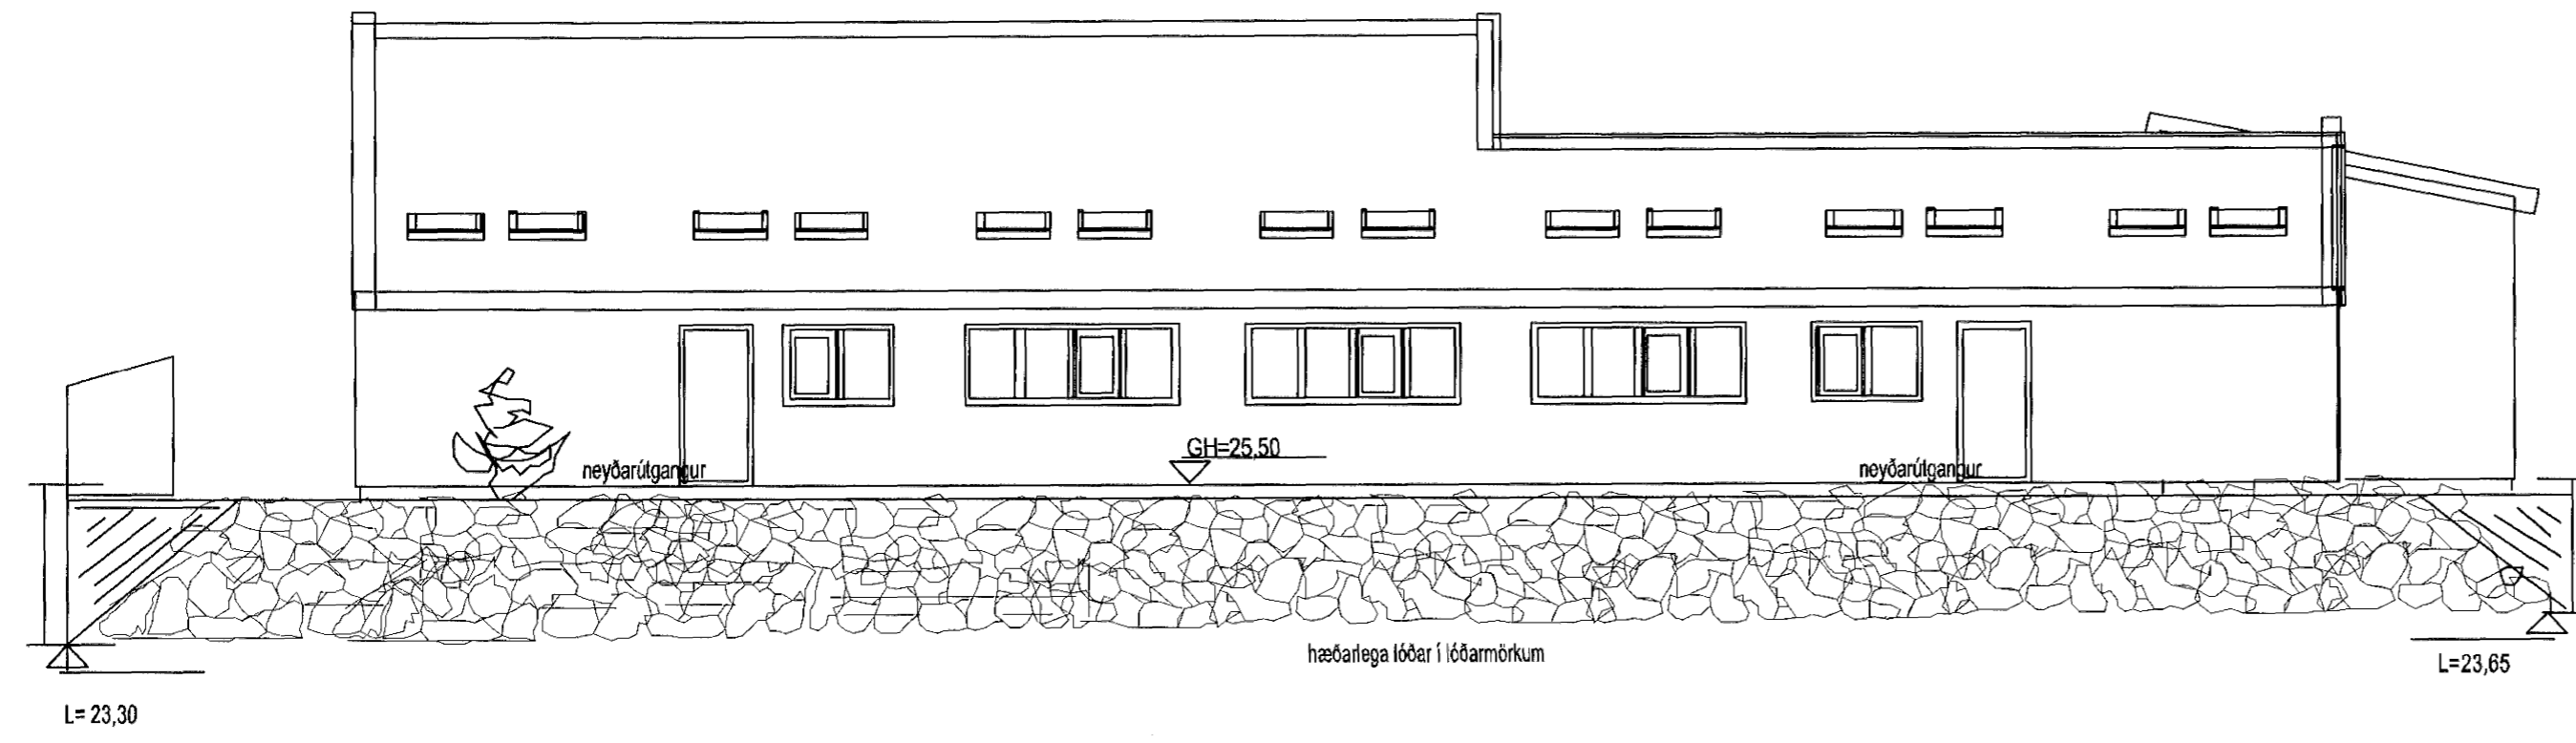 GH=25,50
neyðarútgangur
neyðarútgangur
hæðarlega lóðar í lóðarmörkum
L=23,65
L= 23,30